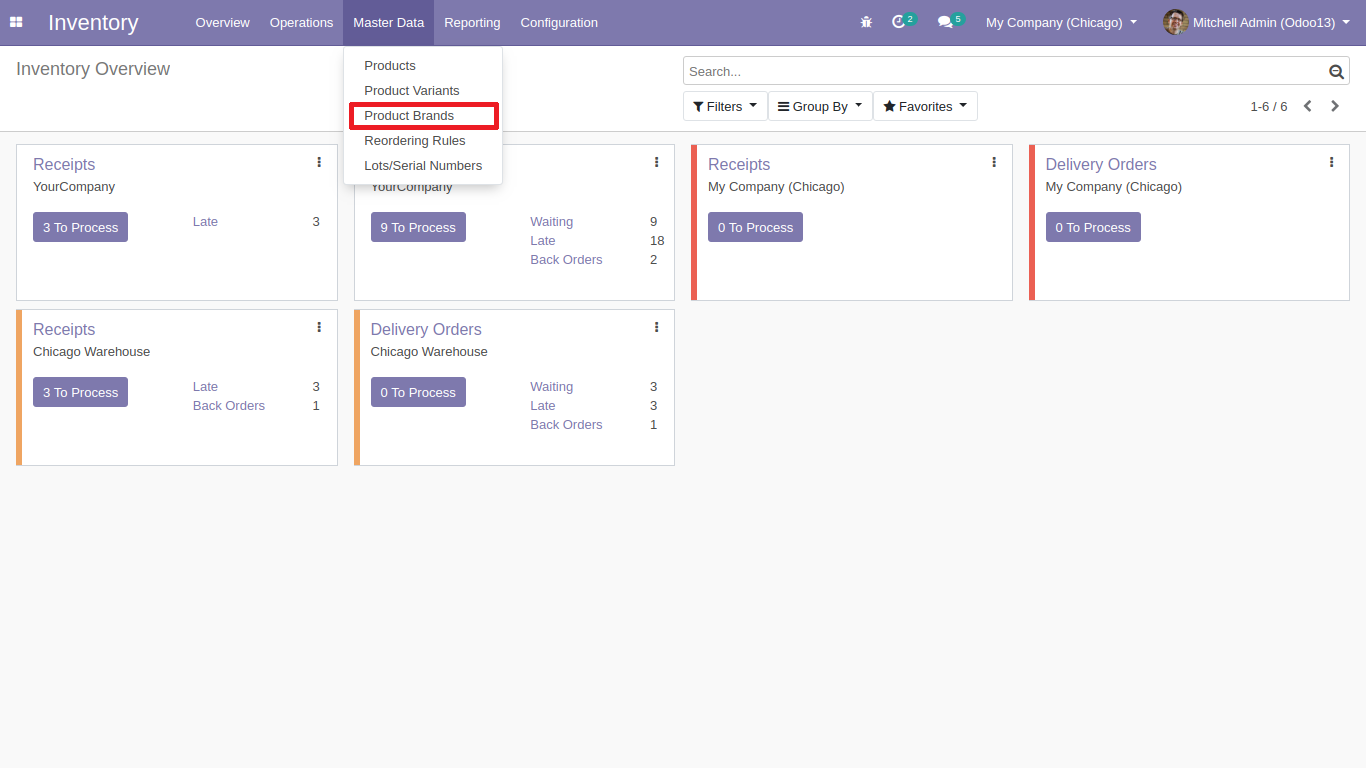 Inventory Overview Operations Master Data Reporting Configuration 2 5 My Company (Chicago) Mitchell Admin (Odoo13)
Inventory Overview
Search...
Filters Group By Favorites 1-6 / 6
Products
Product Variants
Product Brands
Reordering Rules
Lots/Serial Numbers
Receipts
YourCompany
3 To Process
Late 3
YourCompany
9 To Process
Waiting 9
Late 18
Back Orders 2
Receipts
My Company (Chicago)
0 To Process
Delivery Orders
My Company (Chicago)
0 To Process
Receipts
Chicago Warehouse
3 To Process
Late 3
Back Orders 1
Delivery Orders
Chicago Warehouse
0 To Process
Waiting 3
Late 3
Back Orders 1